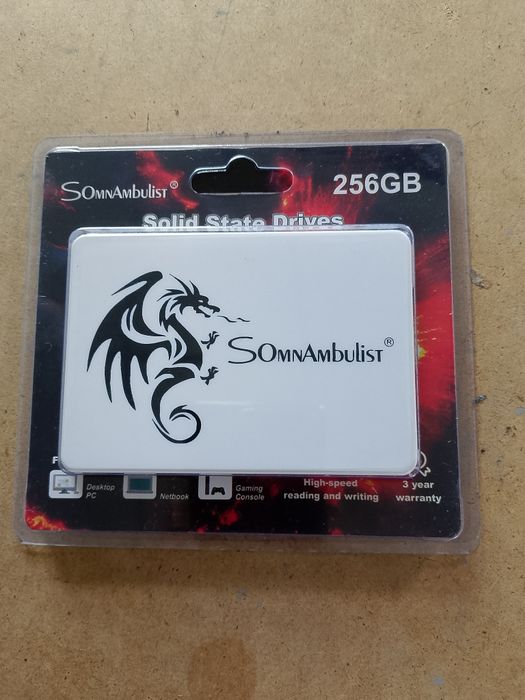 SOMNAMBULIST®
256GB
Solid State Drives
SOMNAMBULIST®
Desktop
PC
Netbook
Gaming
Console
High-speed
reading and writing
3 year
warranty